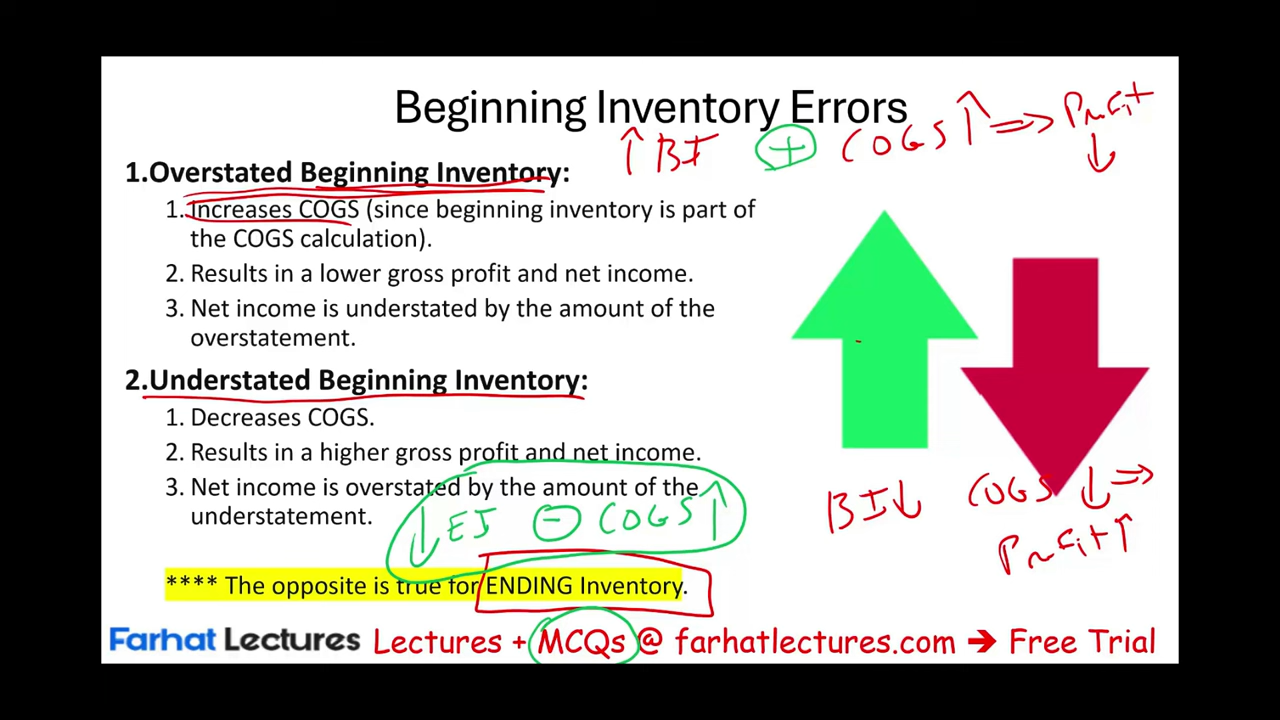 Beginning Inventory Errors
↑ BI + COGS ↑ => Profit ↓
1.Overstated Beginning Inventory:
1. Increases COGS (since beginning inventory is part of
the COGS calculation).
2. Results in a lower gross profit and net income.
3. Net income is understated by the amount of the
overstatement.
2.Understated Beginning Inventory:
1. Decreases COGS.
2. Results in a higher gross profit and net income.
3. Net income is overstated by the amount of the
understatement.
↓ EI - COGS ↑
BI ↓ COGS ↓ =>
Profit ↑
**** The opposite is true for ENDING Inventory.
Farhat Lectures Lectures + MCQs @ farhatlectures.com → Free Trial